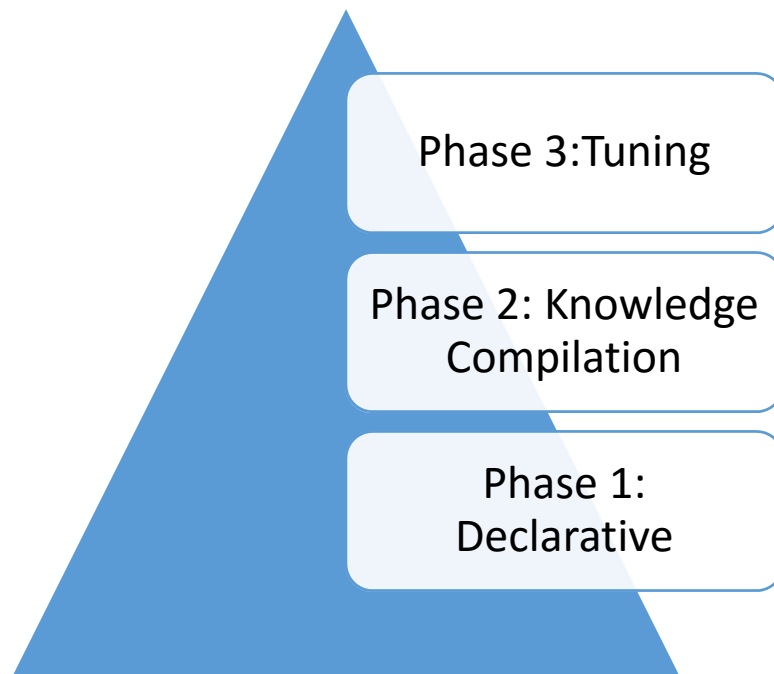 Phase 3:Tuning
Phase 2: Knowledge
Compilation
Phase 1:
Declarative